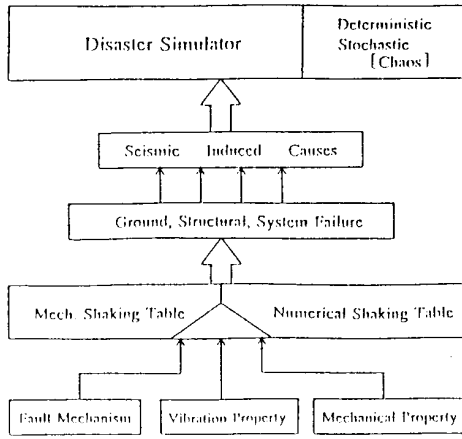 Disaster Simulator
Deterministic
Stochastic
[Chaos]
Seismic Induced Causes
Ground, Structural, System Failure
Mech. Shaking Table
Numerical Shaking Table
Fault Mechanism
Vibration Property
Mechanical Property